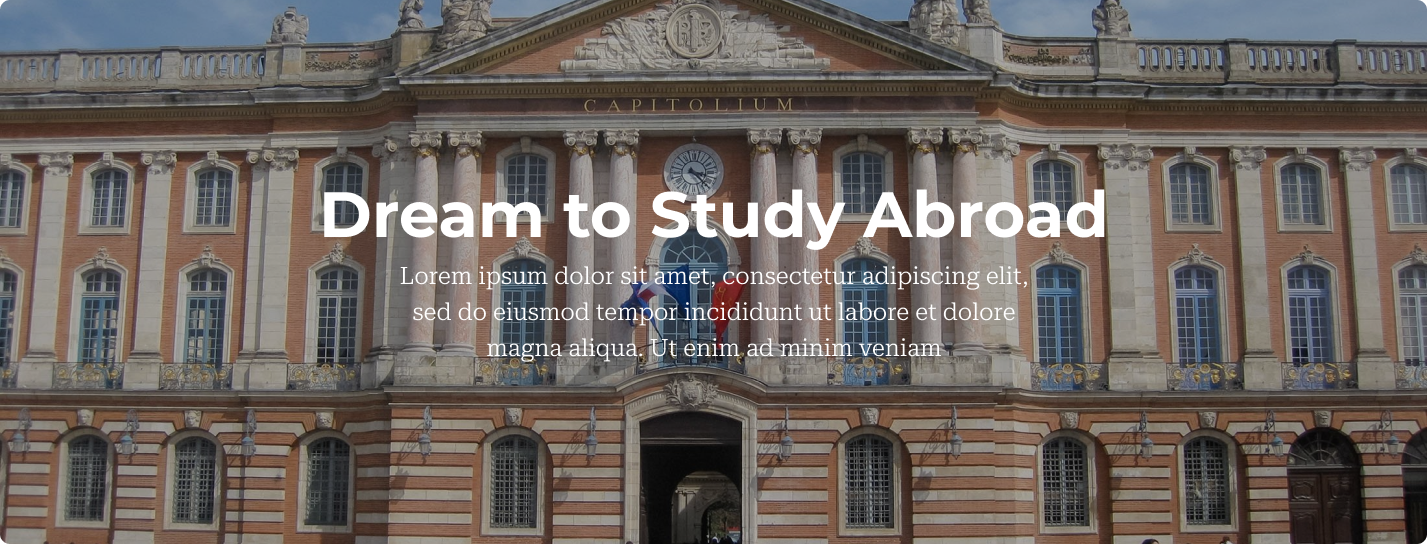 CAPITOLIUM
Dream to Study Abroad
Lorem ipsum dolor sit amet, consectetur adipiscing elit,
sed do eiusmod tempor incididunt ut labore et dolore
magna aliqua. Ut enim ad minim veniam